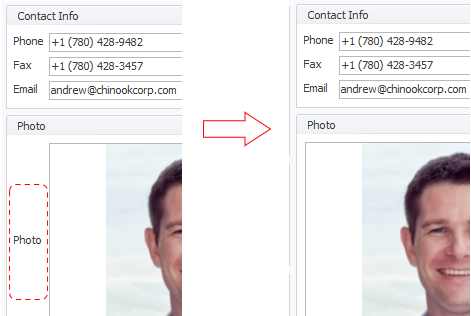 Contact Info
Phone +1 (780) 428-9482
Fax +1 (780) 428-3457
Email andrew@chinookcorp.com
Photo
Photo
Contact Info
Phone +1 (780) 428-9482
Fax +1 (780) 428-3457
Email andrew@chinookcorp.com
Photo